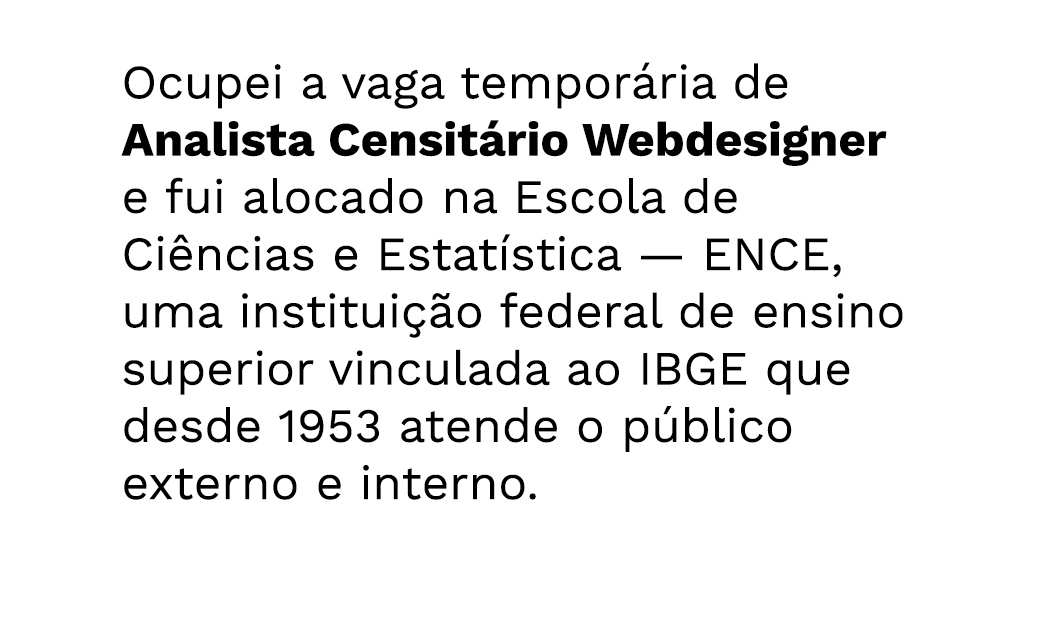 Ocupei a vaga temporária de
Analista Censitário Webdesigner
e fui alocado na Escola de
Ciências e Estatística — ENCE,
uma instituição federal de ensino
superior vinculada ao IBGE que
desde 1953 atende o público
externo e interno.